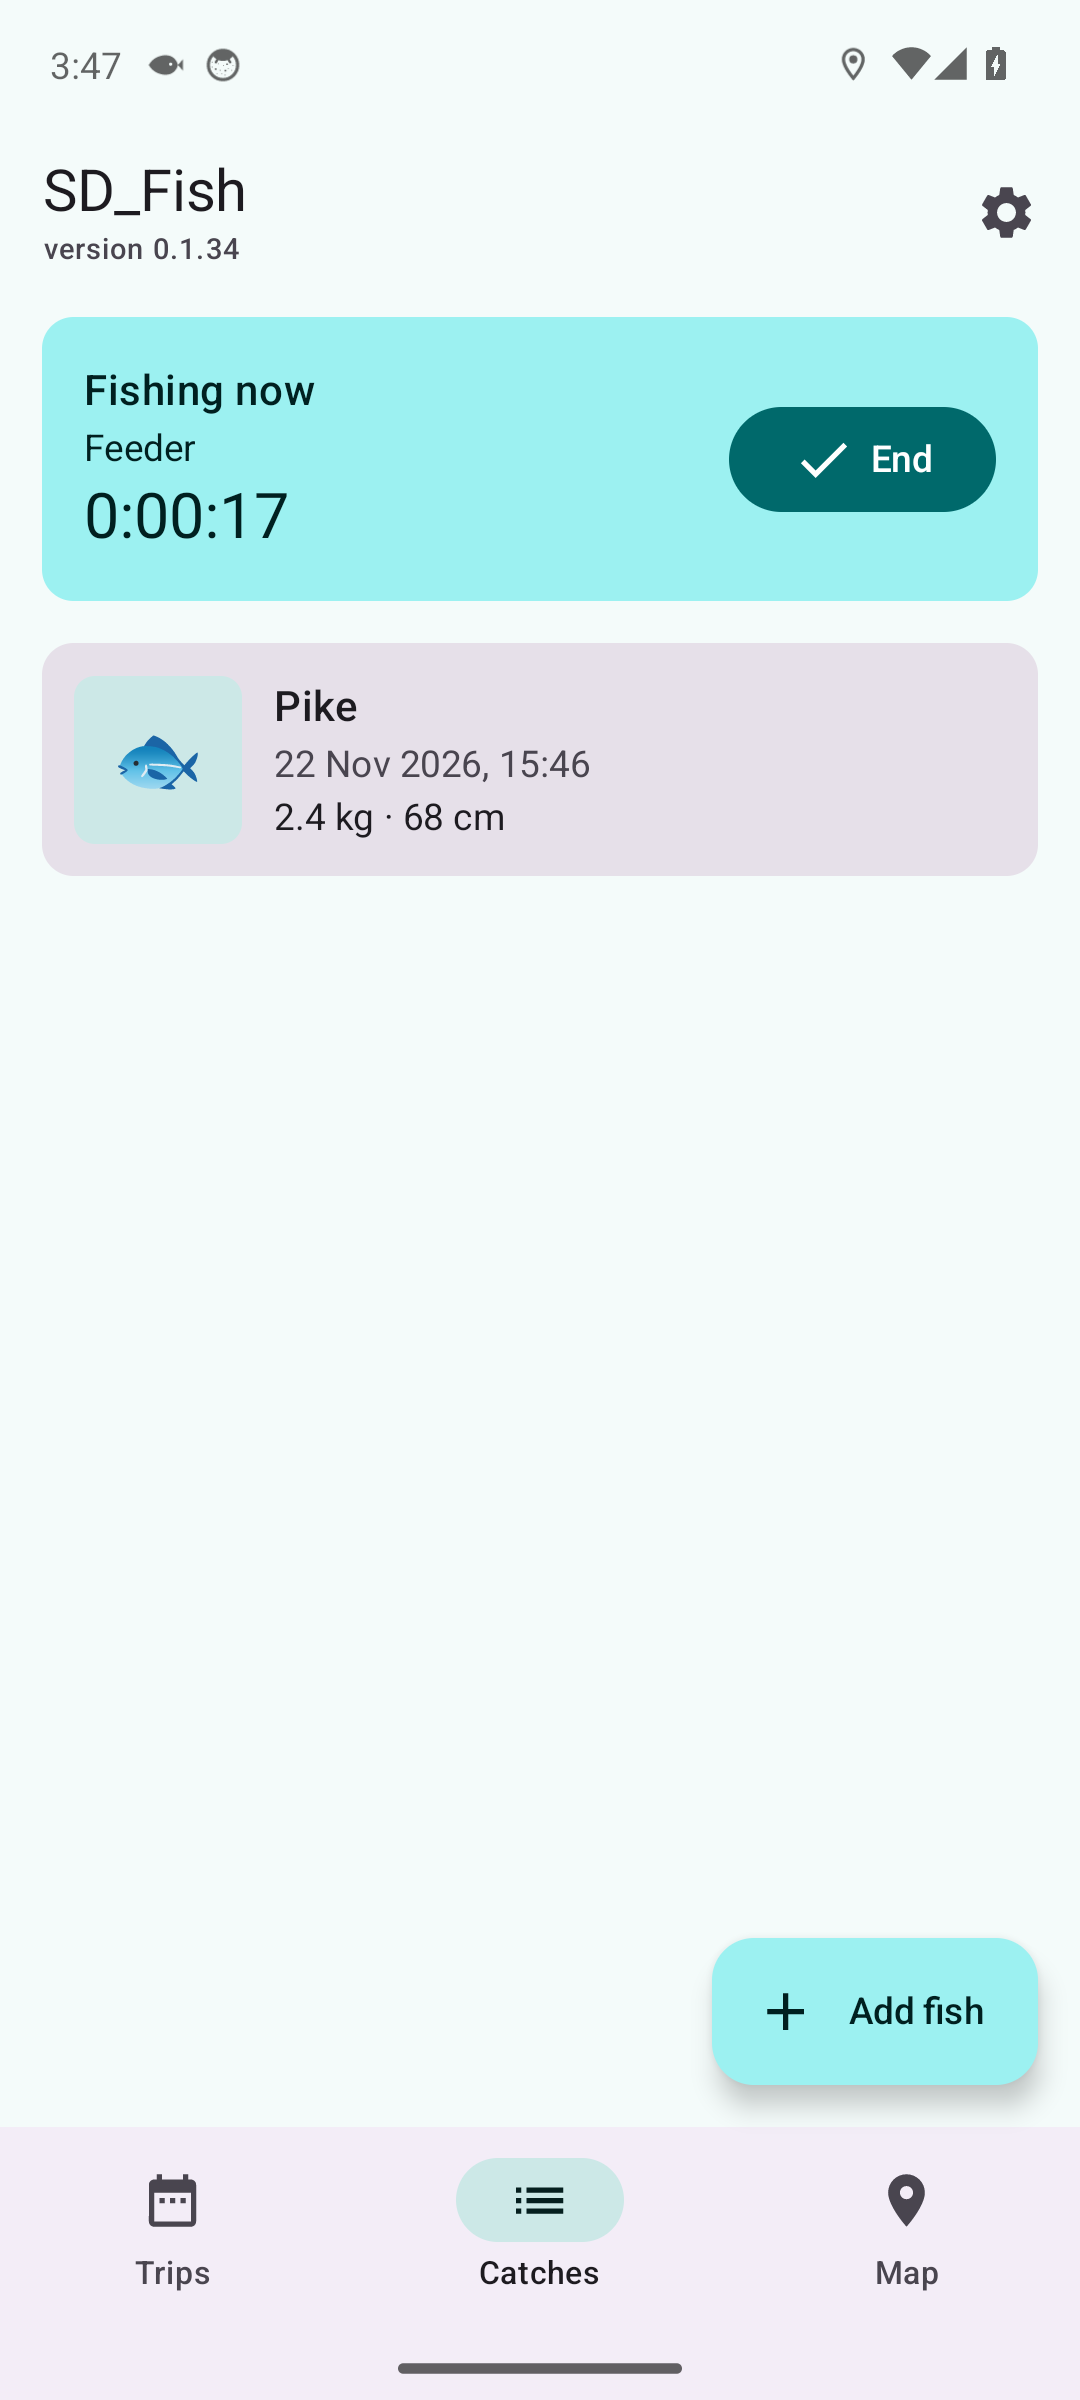 3:47
SD_Fish
version 0.1.34
Fishing now
Feeder
0:00:17
End
Pike
22 Nov 2026, 15:46
2.4 kg · 68 cm
Add fish
Trips
Catches
Map